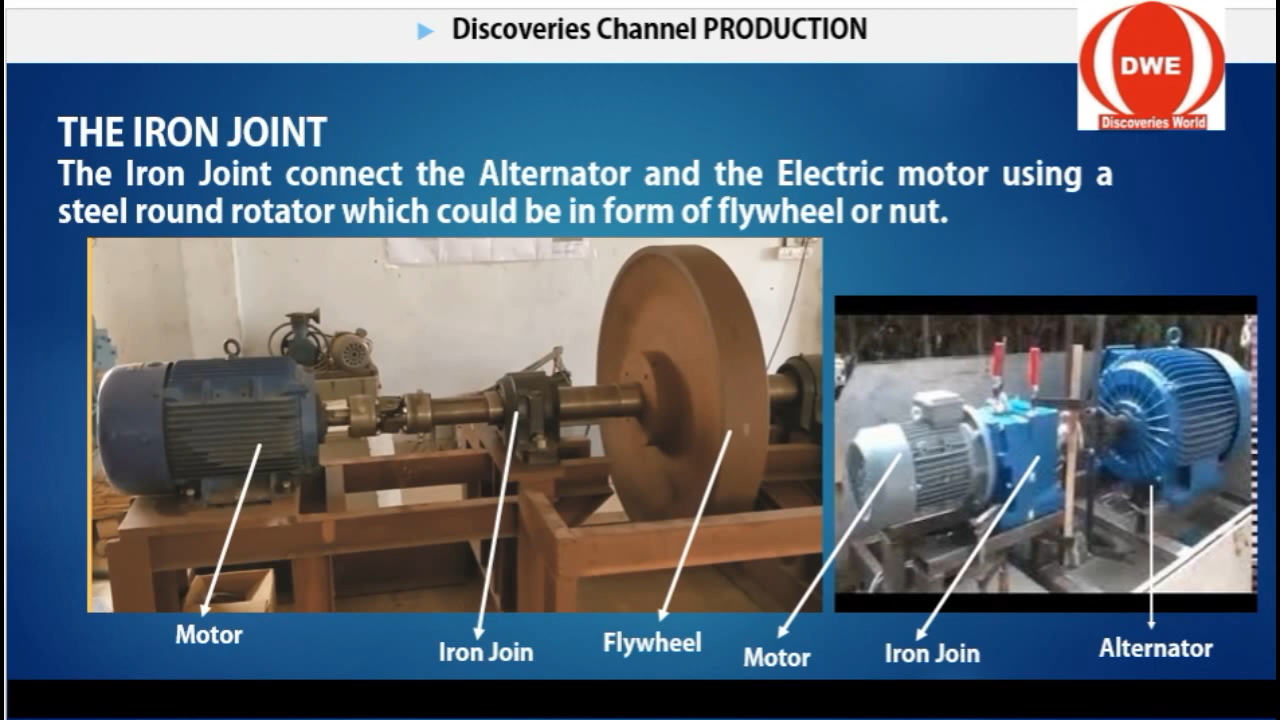 Discoveries Channel PRODUCTION
DWE
Discoveries World
THE IRON JOINT
The Iron Joint connect the Alternator and the Electric motor using a
steel round rotator which could be in form of flywheel or nut.
Motor
Iron Join
Flywheel
Motor
Iron Join
Alternator